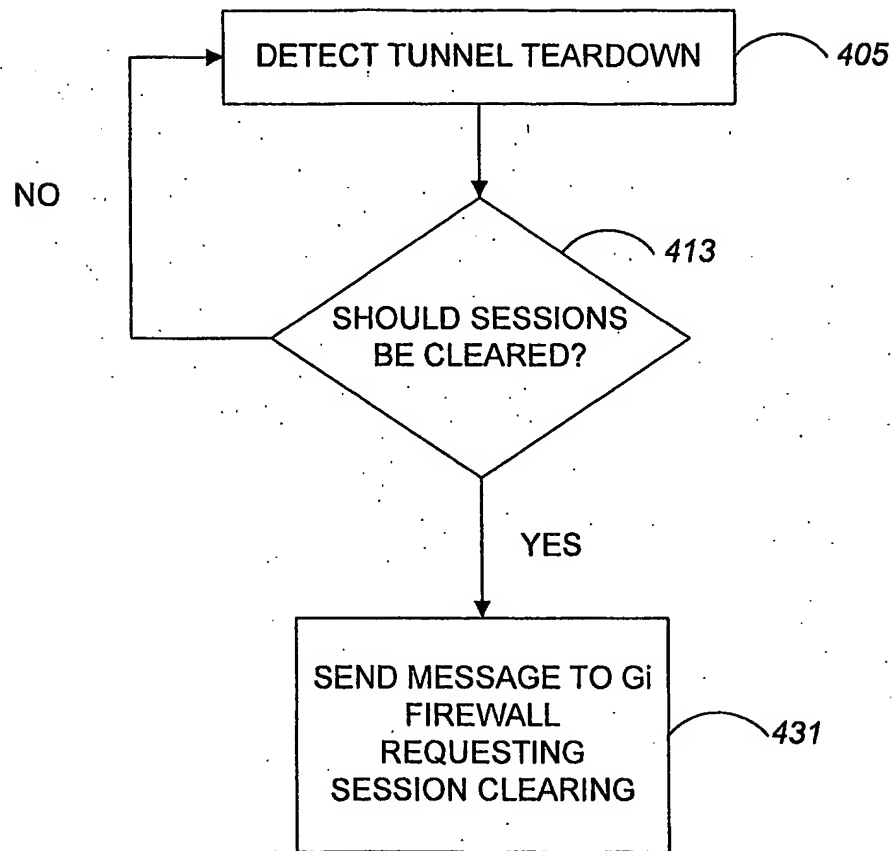 DETECT TUNNEL TEARDOWN
405
NO
413
SHOULD SESSIONS
BE CLEARED?
YES
SEND MESSAGE TO Gi
FIREWALL
REQUESTING
SESSION CLEARING
431